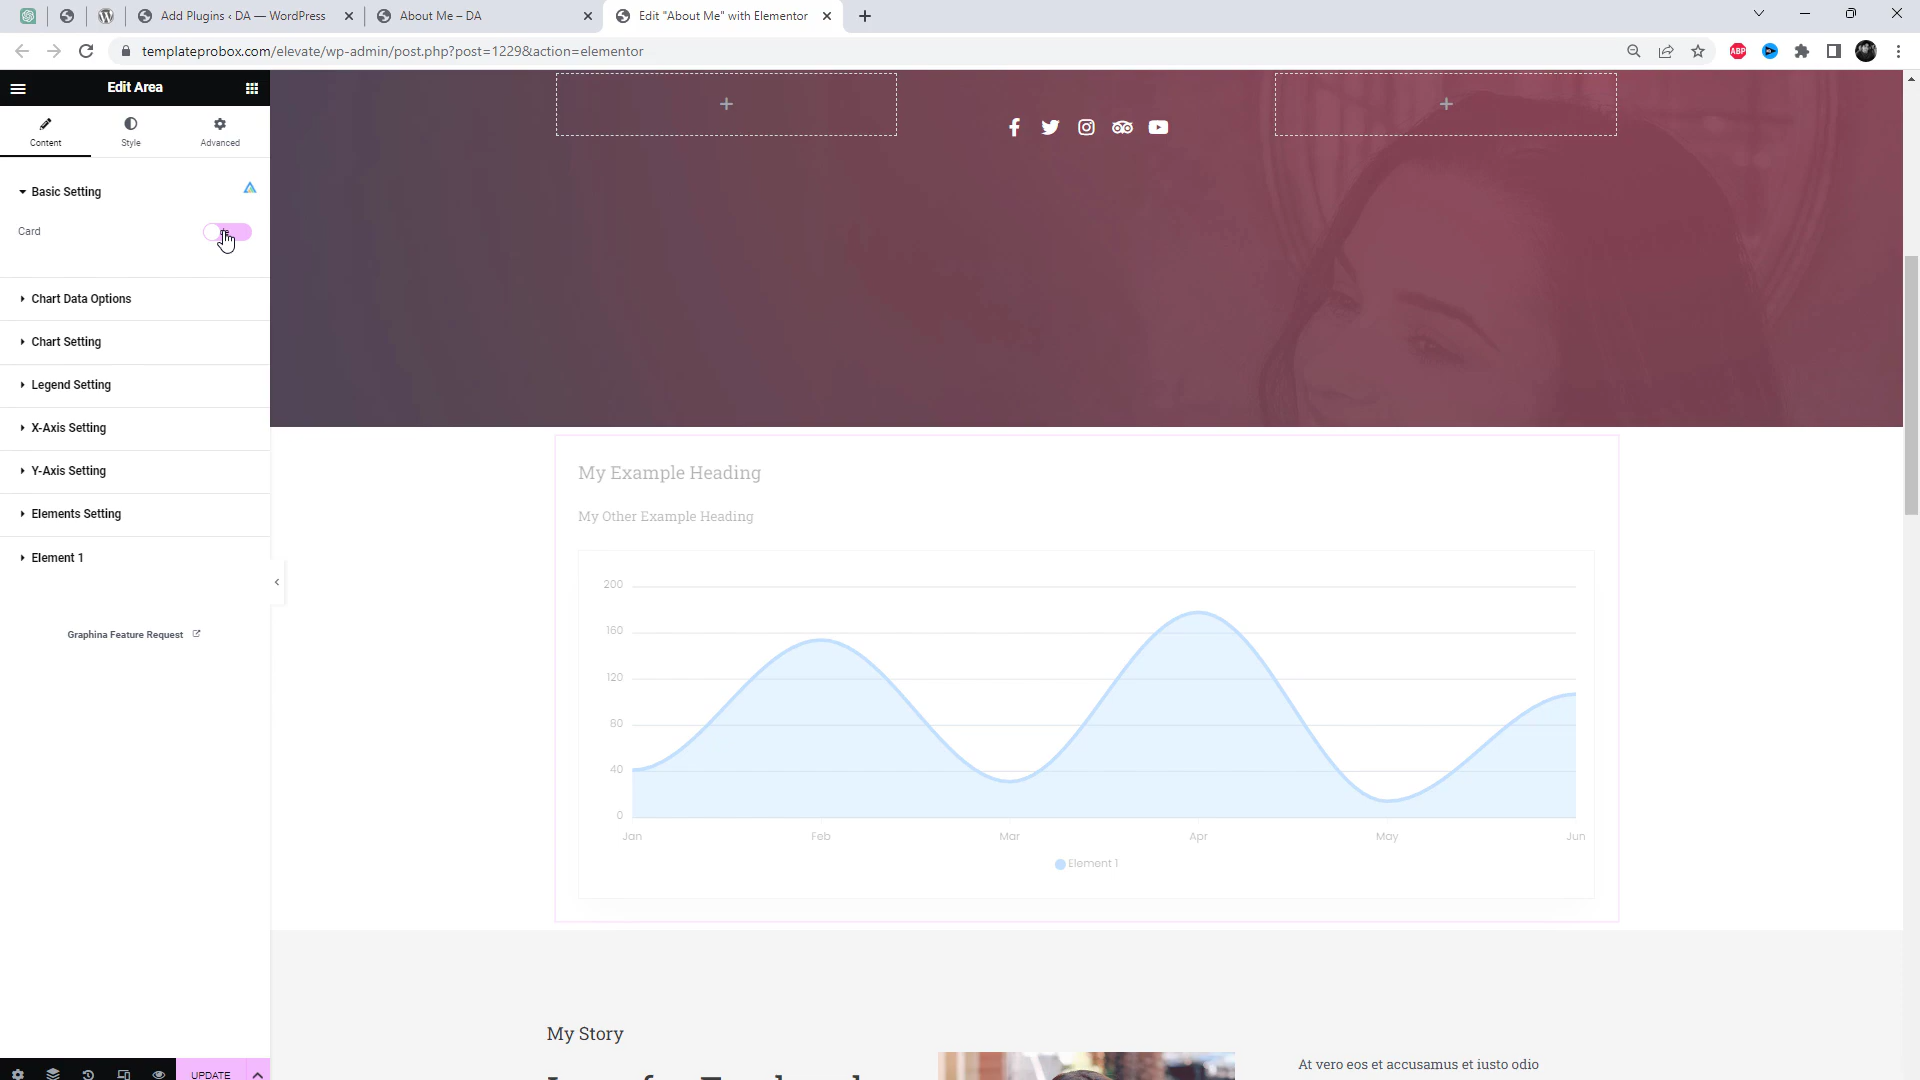 Add Plugins ‹ DA — WordPress
About Me – DA
Edit "About Me" with Elementor
templateprobox.com/elevate/wp-admin/post.php?post=1229&action=elementor
ABP
Edit Area
Content
Style
Advanced
Basic Setting
Card
Chart Data Options
Chart Setting
Legend Setting
X-Axis Setting
Y-Axis Setting
Elements Setting
Element 1
Graphina Feature Request
UPDATE
My Example Heading
My Other Example Heading
200
160
120
80
40
0
Jan Feb Mar Apr May Jun
Element 1
My Story
At vero eos et accusamus et iusto odio